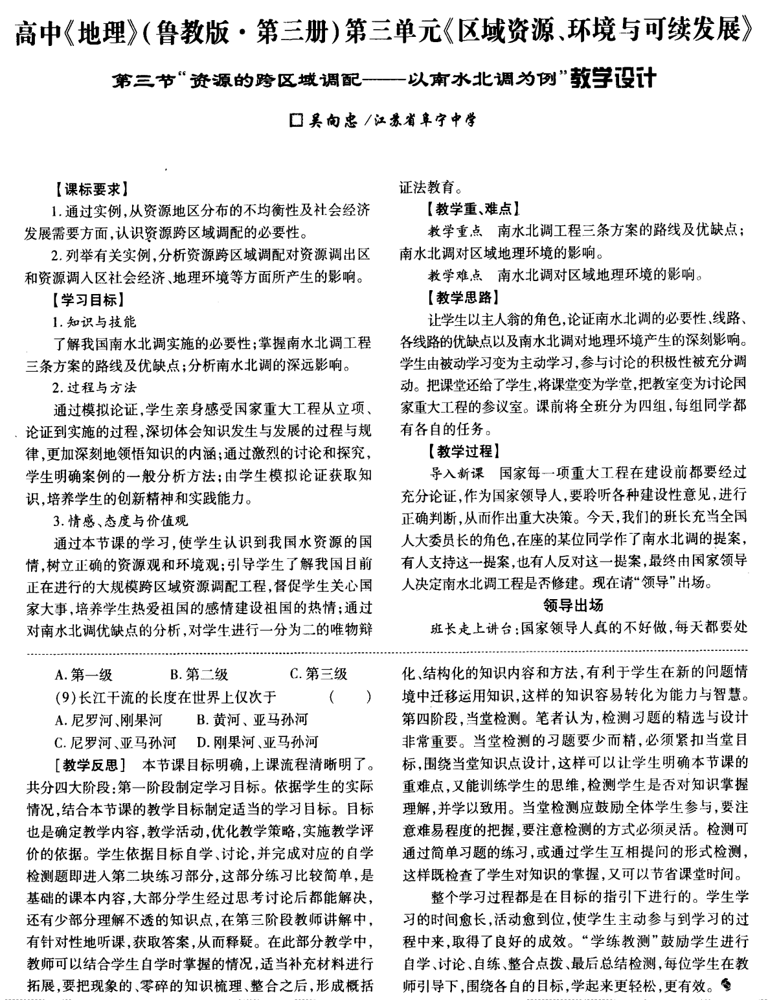 高中《地理》(鲁教版·第三册)第三单元《区域资源、环境与可续发展》
第三节“资源的跨区域调配——以南水北调为例”教学设计
□吴向忠/江苏省阜宁中学
【课标要求】
1.通过实例,从资源地区分布的不均衡性及社会经济
发展需要方面,认识资源跨区域调配的必要性。
2.列举有关实例,分析资源跨区域调配对资源调出区
和资源调入区社会经济、地理环境等方面所产生的影响。
【学习目标】
1.知识与技能
了解我国南水北调实施的必要性;掌握南水北调工程
三条方案的路线及优缺点;分析南水北调的深远影响。
2.过程与方法
通过模拟论证,学生亲身感受国家重大工程从立项、
论证到实施的过程,深切体会知识发生与发展的过程与规
律,更加深刻地领悟知识的内涵;通过激烈的讨论和探究,
学生明确案例的一般分析方法;由学生模拟论证获取知
识,培养学生的创新精神和实践能力。
3.情感、态度与价值观
通过本节课的学习,使学生认识到我国水资源的国
情,树立正确的资源观和环境观;引导学生了解我国目前
正在进行的大规模跨区域资源调配工程,督促学生关心国
家大事,培养学生热爱祖国的感情建设祖国的热情;通过
对南水北调优缺点的分析,对学生进行一分为二的唯物辩
证法教育。
【教学重、难点】
教学重点 南水北调工程三条方案的路线及优缺点;
南水北调对区域地理环境的影响。
教学难点 南水北调对区域地理环境的影响。
【教学思路】
让学生以主人翁的角色,论证南水北调的必要性、线路、
各线路的优缺点以及南水北调对地理环境产生的深刻影响。
学生由被动学习变为主动学习,参与讨论的积极性被充分调
动。把课堂还给了学生,将课堂变为学堂,把教室变为讨论国
家重大工程的参议室。课前将全班分为四组,每组同学都
有各自的任务。
【教学过程】
导入新课 国家每一项重大工程在建设前都要经过
充分论证,作为国家领导人,要聆听各种建设性意见,进行
正确判断,从而作出重大决策。今天,我们的班长充当全国
人大委员长的角色,在座的某位同学作了南水北调的提案,
有人支持这一提案,也有人反对这一提案,最终由国家领导
人决定南水北调工程是否修建。现在请“领导”出场。
领导出场
班长走上讲台:国家领导人真的不好做,每天都要处
A.第一级 B.第二级 C.第三级
(9)长江干流的长度在世界上仅次于 ( )
A.尼罗河、刚果河 B.黄河、亚马孙河
C.尼罗河、亚马孙河 D.刚果河、亚马孙河
[教学反思] 本节课目标明确,上课流程清晰明了。
共分四大阶段:第一阶段制定学习目标。依据学生的实际
情况,结合本节课的教学目标制定适当的学习目标。目标
也是确定教学内容,教学活动,优化教学策略,实施教学评
价的依据。学生依据目标自学、讨论,并完成对应的自学
检测题即进入第二块练习部分,这部分练习比较简单,是
基础的课本内容,大部分学生经过思考讨论后都能解决,
还有少部分理解不透的知识点,在第三阶段教师讲解中,
有针对性地听课,获取答案,从而释疑。在此部分教学中,
教师可以结合学生自学时掌握的情况,适当补充材料进行
拓展,要把现象的、零碎的知识梳理、整合之后,形成概括
化、结构化的知识内容和方法,有利于学生在新的问题情
境中迁移运用知识,这样的知识容易转化为能力与智慧。
第四阶段,当堂检测。笔者认为,检测习题的精选与设计
非常重要。当堂检测的习题要少而精,必须紧扣当堂目
标,围绕当堂知识点设计,这样可以让学生明确本节课的
重难点,又能训练学生的思维,检测学生是否对知识掌握
理解,并学以致用。当堂检测应鼓励全体学生参与,要注
意难易程度的把握,要注意检测的方式必须灵活。检测可
通过简单习题的练习,或通过学生互相提问的形式检测,
这样既检查了学生对知识的掌握,又可以节省课堂时间。
整个学习过程都是在目标的指引下进行的。学生学
习的时间愈长,活动愈到位,使学生主动参与到学习的过
程中来,取得了良好的成效。“学练教测”鼓励学生进行
自学、讨论、自练、整合点拨、最后总结检测,每位学生在教
师引导下,围绕各自的目标,学起来更轻松,更有效。